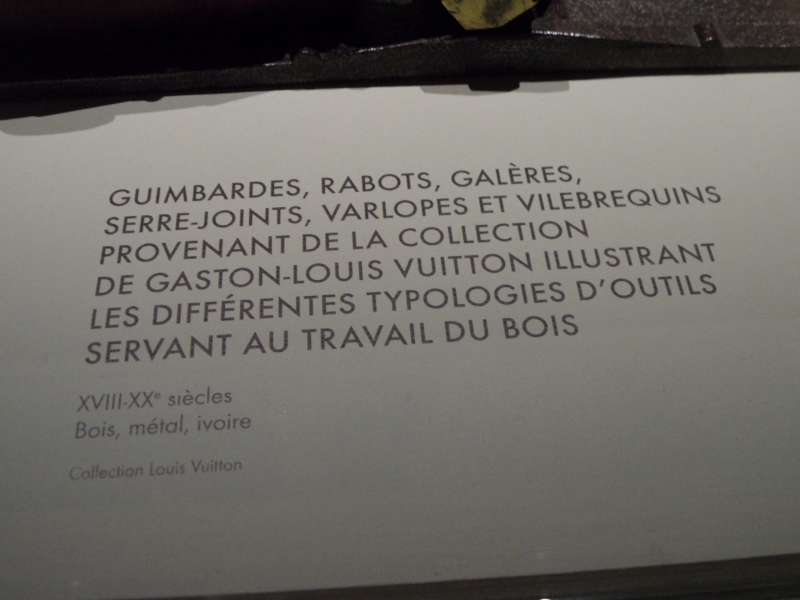 GUIMBARDES, RABOTS, GALÈRES,
SERRE-JOINTS, VARLOPES ET VILEBREQUINS
PROVENANT DE LA COLLECTION
DE GASTON-LOUIS VUITTON ILLUSTRANT
LES DIFFÉRENTES TYPOLOGIES D'OUTILS
SERVANT AU TRAVAIL DU BOIS
XVIII-XXᵉ siècles
Bois, métal, ivoire
Collection Louis Vuitton